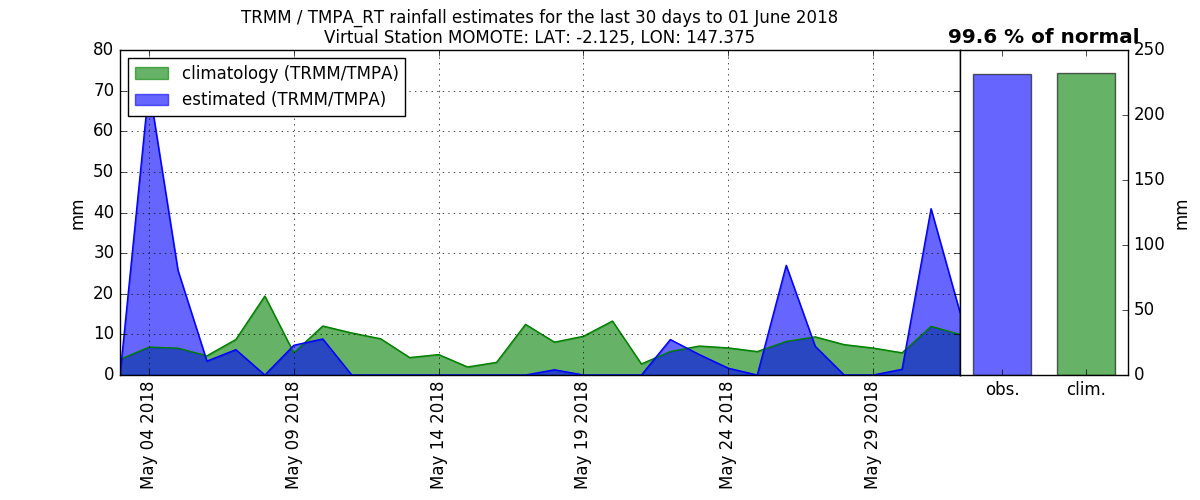 TRMM / TMPA_RT rainfall estimates for the last 30 days to 01 June 2018
Virtual Station MOMOTE: LAT: -2.125, LON: 147.375
99.6 % of normal
climatology (TRMM/TMPA)
estimated (TRMM/TMPA)
80
70
60
50
40
30
20
10
0
mm
May 04 2018
May 09 2018
May 14 2018
May 19 2018
May 24 2018
May 29 2018
obs.
clim.
250
200
150
100
50
0
mm